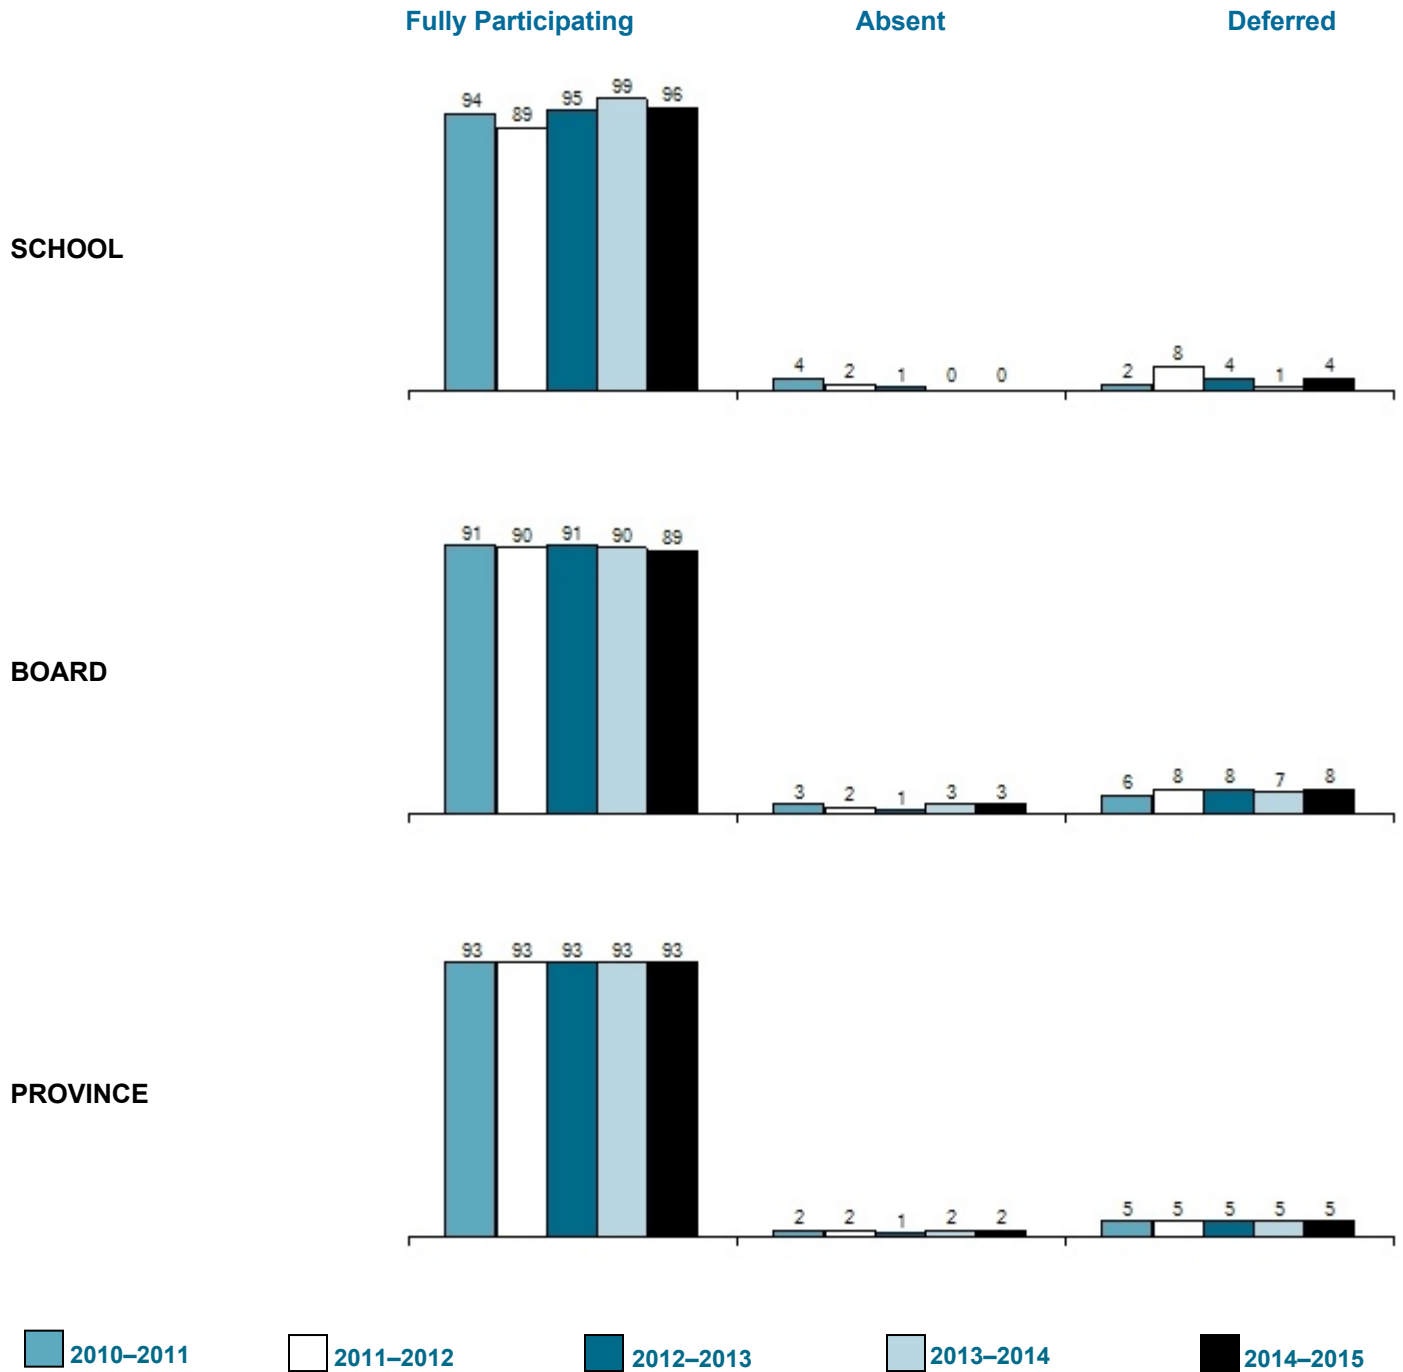 Fully Participating Absent Deferred
94 89 95 99 96 4 2 1 0 0 2 8 4 1 4
SCHOOL
91 90 91 90 89 3 2 1 3 3 6 8 8 7 8
BOARD
93 93 93 93 93 2 2 1 2 2 5 5 5 5 5
PROVINCE
2010–2011 2011–2012 2012–2013 2013–2014 2014–2015